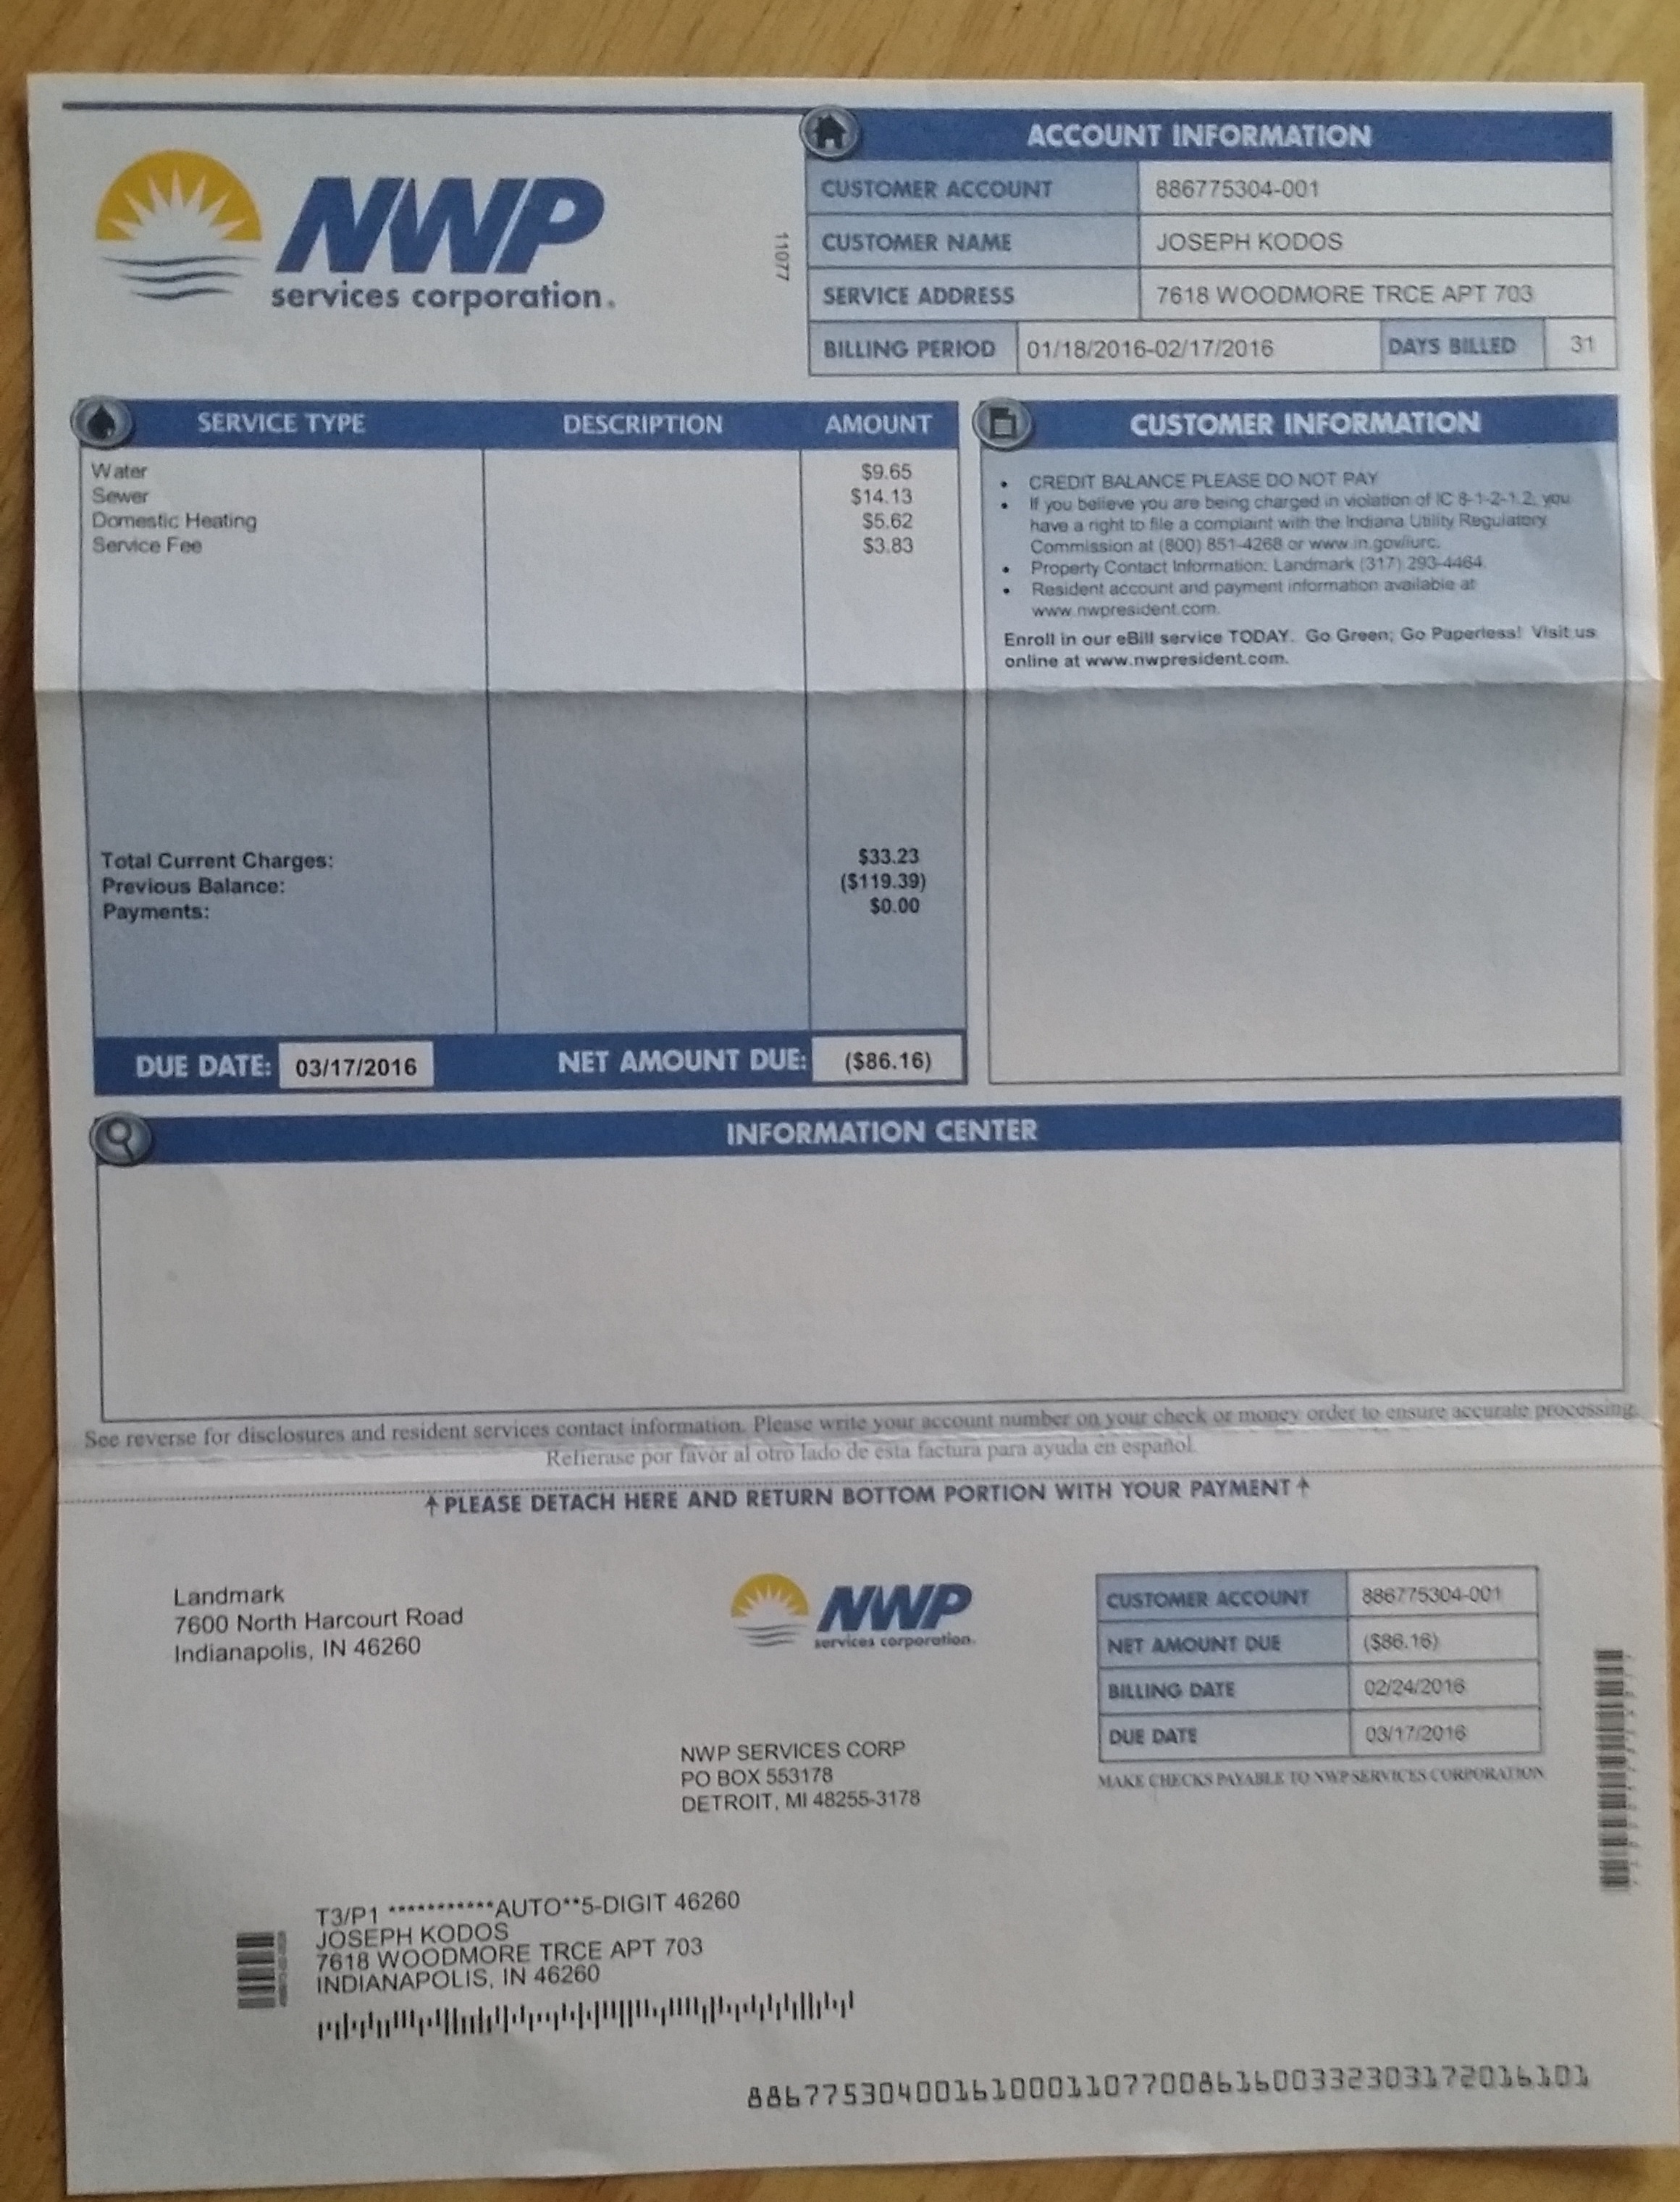 NWP
services corporation.
11077
ACCOUNT INFORMATION
CUSTOMER ACCOUNT 886775304-001
CUSTOMER NAME JOSEPH KODOS
SERVICE ADDRESS 7618 WOODMORE TRCE APT 703
BILLING PERIOD 01/18/2016-02/17/2016 DAYS BILLED 31
SERVICE TYPE DESCRIPTION AMOUNT
Water $9.65
Sewer $14.13
Domestic Heating $5.62
Service Fee $3.83
Total Current Charges: $33.23
Previous Balance: ($119.39)
Payments: $0.00
DUE DATE: 03/17/2016 NET AMOUNT DUE: ($86.16)
CUSTOMER INFORMATION
• CREDIT BALANCE PLEASE DO NOT PAY
• If you believe you are being charged in violation of IC 8-1-2-1.2, you
have a right to file a complaint with the Indiana Utility Regulatory
Commission at (800) 851-4268 or www.in.gov/iurc.
• Property Contact Information: Landmark (317) 293-4464.
• Resident account and payment information available at
www.nwpresident.com.
Enroll in our eBill service TODAY. Go Green; Go Paperless! Visit us
online at www.nwpresident.com.
INFORMATION CENTER
See reverse for disclosures and resident services contact information. Please write your account number on your check or money order to ensure accurate processing.
Refierase por favor al otro lado de esta factura para ayuda en español.
↑PLEASE DETACH HERE AND RETURN BOTTOM PORTION WITH YOUR PAYMENT↑
Landmark
7600 North Harcourt Road
Indianapolis, IN 46260
NWP
services corporation.
CUSTOMER ACCOUNT 886775304-001
NET AMOUNT DUE ($86.16)
BILLING DATE 02/24/2016
DUE DATE 03/17/2016
MAKE CHECKS PAYABLE TO NWP SERVICES CORPORATION
NWP SERVICES CORP
PO BOX 553178
DETROIT, MI 48255-3178
T3/P1 **********AUTO**5-DIGIT 46260
JOSEPH KODOS
7618 WOODMORE TRCE APT 703
INDIANAPOLIS, IN 46260
886775304001610001107700861600332303172016101